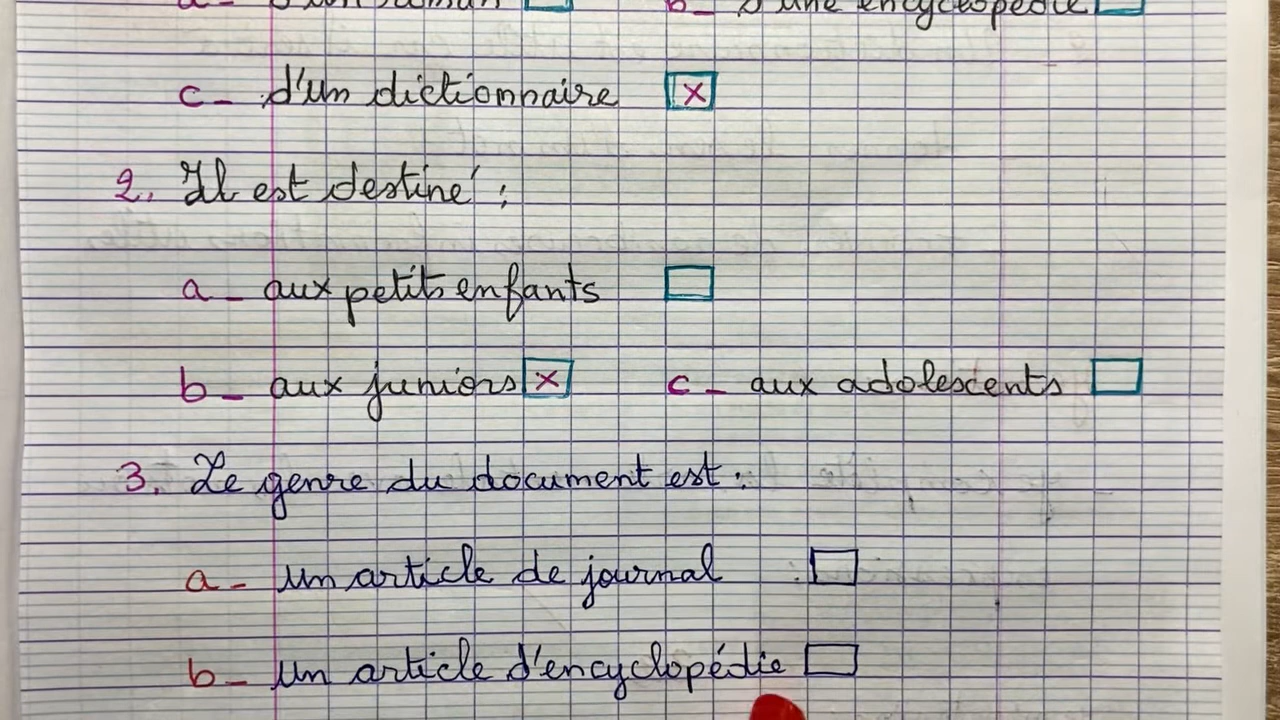 c- d'un dictionnaire x
2. Il est destiné :
a - aux petits enfants
b - aux juniors x c - aux adolescents
3. Le genre du document est :
a - un article de journal
b - Un article d'encyclopédie